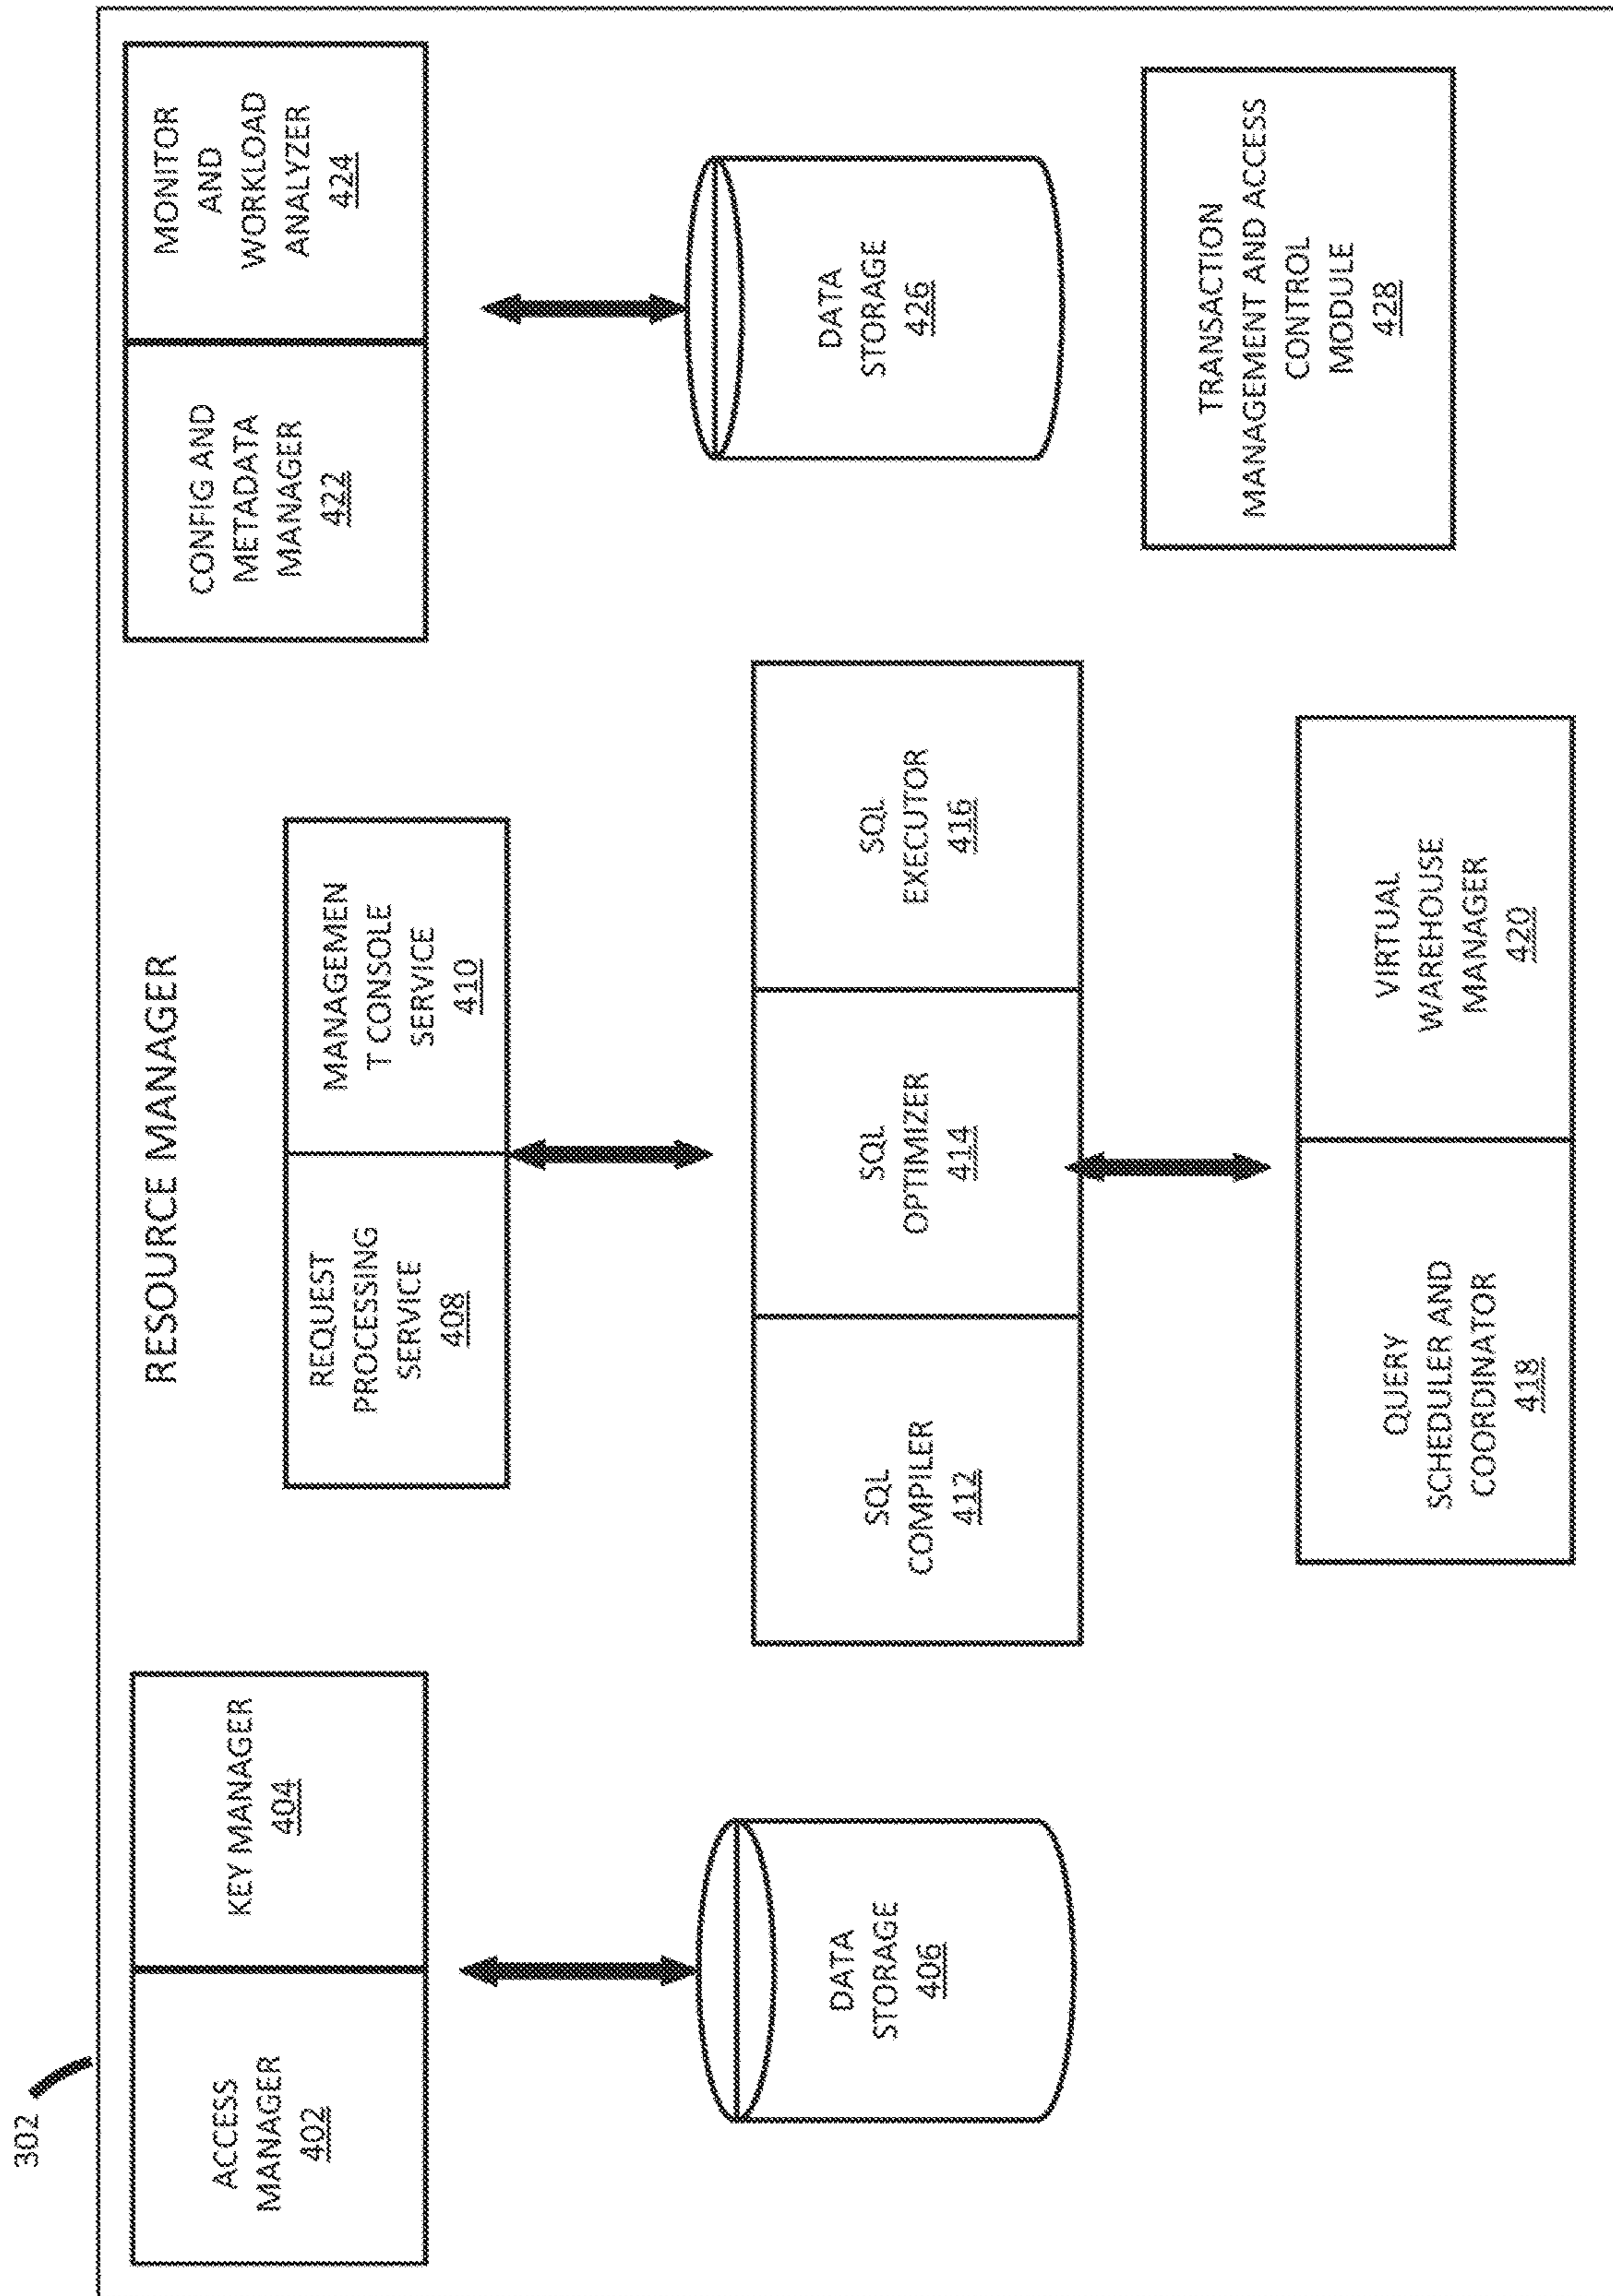 302
RESOURCE MANAGER
ACCESS
MANAGER
402
KEY MANAGER
404
DATA
STORAGE
406
REQUEST
PROCESSING
SERVICE
408
MANAGEMEN
T CONSOLE
SERVICE
410
SQL
COMPILER
412
SQL
OPTIMIZER
414
SQL
EXECUTOR
416
QUERY
SCHEDULER AND
COORDINATOR
418
VIRTUAL
WAREHOUSE
MANAGER
420
CONFIG AND
METADATA
MANAGER
422
MONITOR
AND
WORKLOAD
ANALYZER
424
DATA
STORAGE
426
TRANSACTION
MANAGEMENT AND ACCESS
CONTROL
MODULE
428